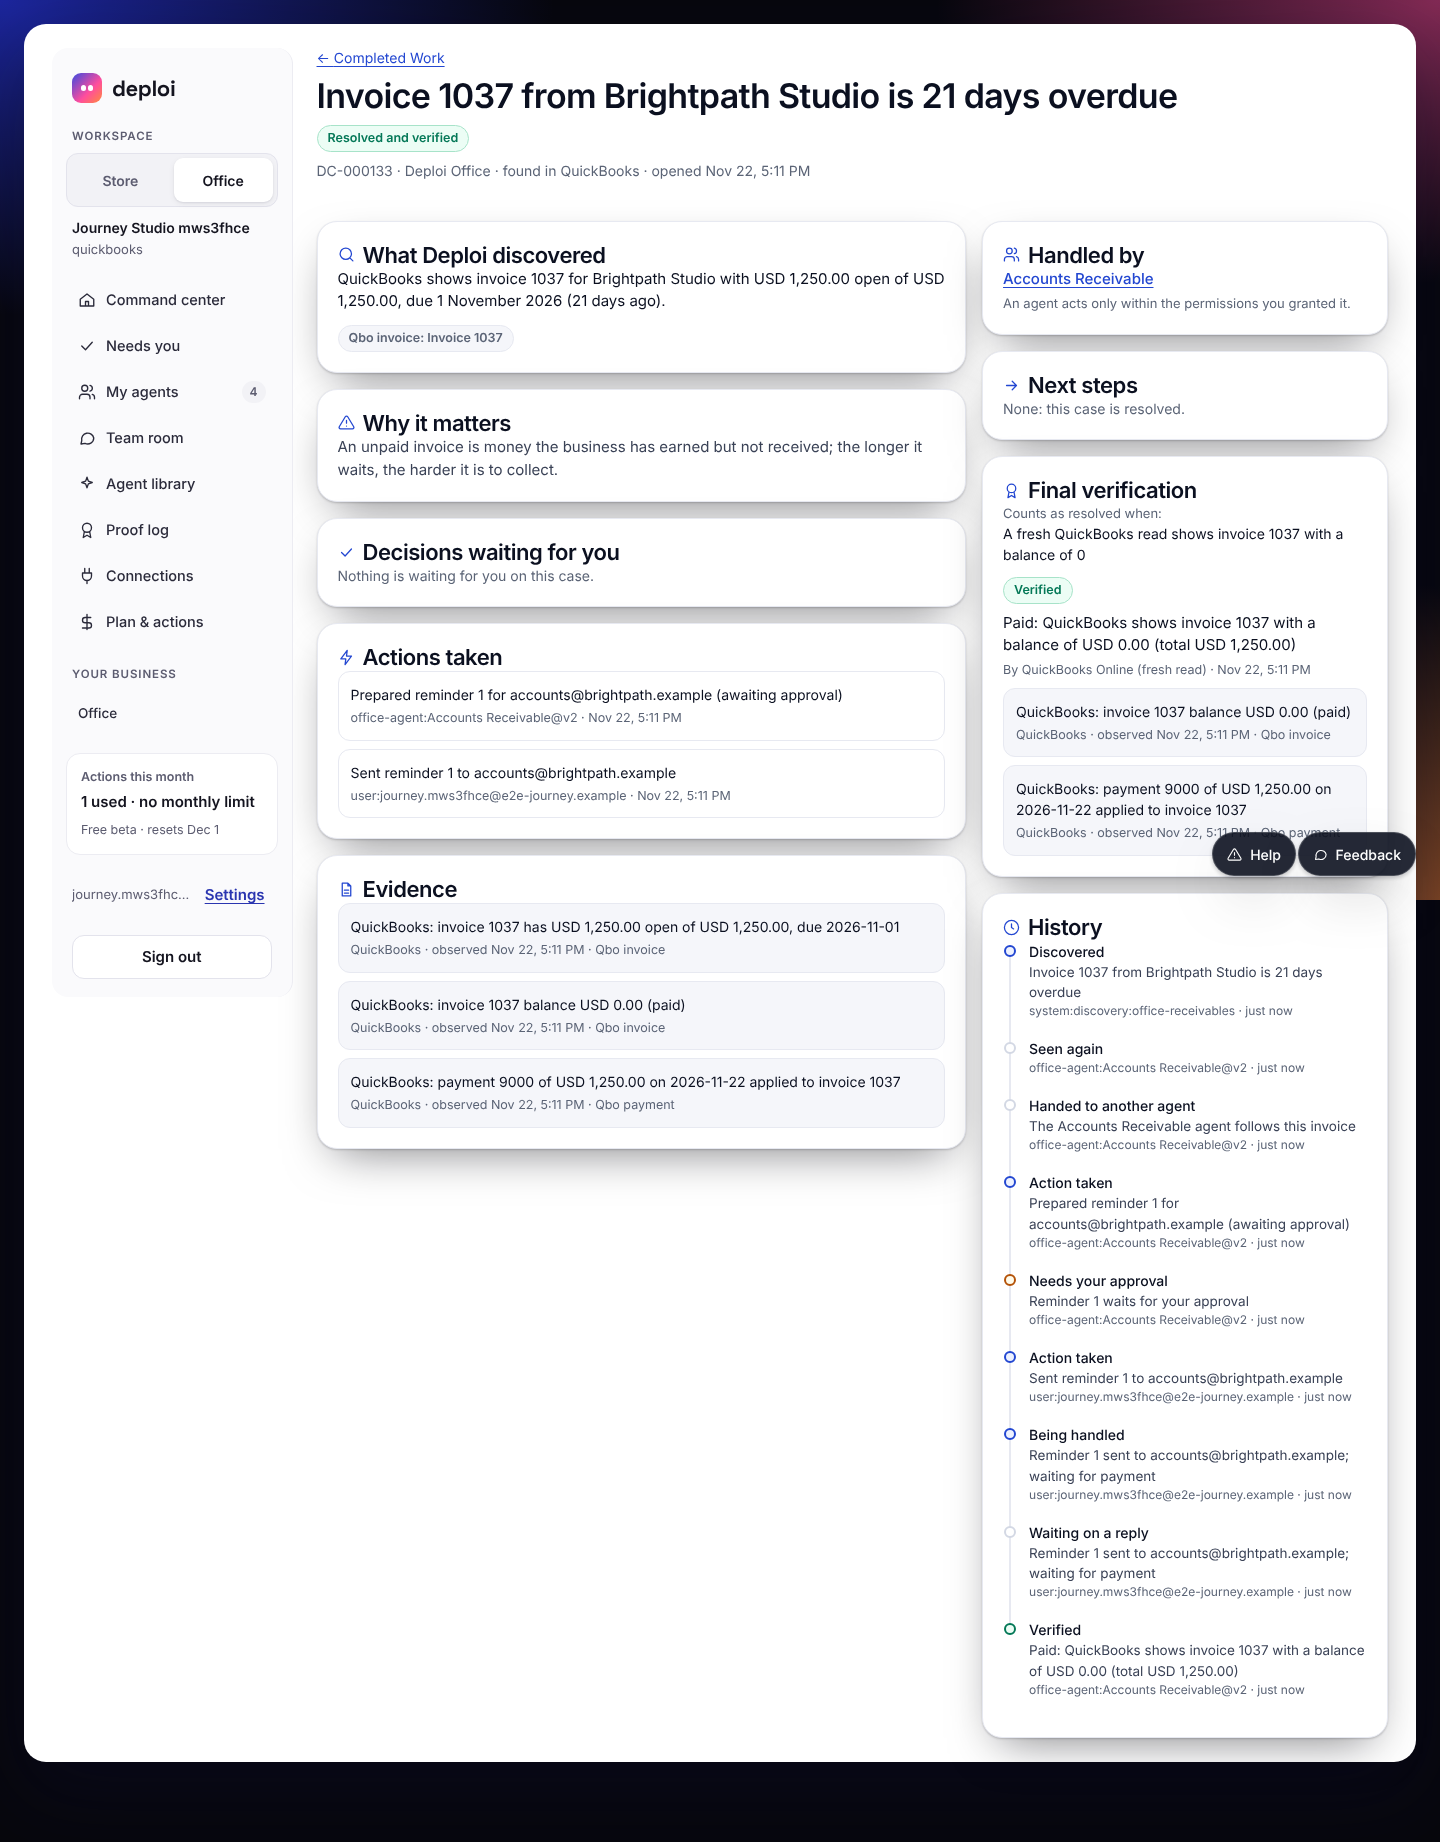 deploi
WORKSPACE
Store
Office
Journey Studio mws3fhce
quickbooks
Command center
Needs you
My agents
4
Team room
Agent library
Proof log
Connections
Plan & actions
YOUR BUSINESS
Office
Actions this month
1 used · no monthly limit
Free beta · resets Dec 1
journey.mws3fhc...
Settings
Sign out
← Completed Work
Invoice 1037 from Brightpath Studio is 21 days overdue
Resolved and verified
DC-000133 · Deploi Office · found in QuickBooks · opened Nov 22, 5:11 PM
What Deploi discovered
QuickBooks shows invoice 1037 for Brightpath Studio with USD 1,250.00 open of USD
1,250.00, due 1 November 2026 (21 days ago).
Qbo invoice: Invoice 1037
Why it matters
An unpaid invoice is money the business has earned but not received; the longer it
waits, the harder it is to collect.
Decisions waiting for you
Nothing is waiting for you on this case.
Actions taken
Prepared reminder 1 for accounts@brightpath.example (awaiting approval)
office-agent:Accounts Receivable@v2 · Nov 22, 5:11 PM
Sent reminder 1 to accounts@brightpath.example
user:journey.mws3fhce@e2e-journey.example · Nov 22, 5:11 PM
Evidence
QuickBooks: invoice 1037 has USD 1,250.00 open of USD 1,250.00, due 2026-11-01
QuickBooks · observed Nov 22, 5:11 PM · Qbo invoice
QuickBooks: invoice 1037 balance USD 0.00 (paid)
QuickBooks · observed Nov 22, 5:11 PM · Qbo invoice
QuickBooks: payment 9000 of USD 1,250.00 on 2026-11-22 applied to invoice 1037
QuickBooks · observed Nov 22, 5:11 PM · Qbo payment
Handled by
Accounts Receivable
An agent acts only within the permissions you granted it.
Next steps
None: this case is resolved.
Final verification
Counts as resolved when:
A fresh QuickBooks read shows invoice 1037 with a
balance of 0
Verified
Paid: QuickBooks shows invoice 1037 with a
balance of USD 0.00 (total USD 1,250.00)
By QuickBooks Online (fresh read) · Nov 22, 5:11 PM
QuickBooks: invoice 1037 balance USD 0.00 (paid)
QuickBooks · observed Nov 22, 5:11 PM · Qbo invoice
QuickBooks: payment 9000 of USD 1,250.00 on
2026-11-22 applied to invoice 1037
QuickBooks · observed Nov 22, 5:11 PM · Qbo payment
Help
Feedback
History
Discovered
Invoice 1037 from Brightpath Studio is 21 days
overdue
system:discovery:office-receivables · just now
Seen again
office-agent:Accounts Receivable@v2 · just now
Handed to another agent
The Accounts Receivable agent follows this invoice
office-agent:Accounts Receivable@v2 · just now
Action taken
Prepared reminder 1 for
accounts@brightpath.example (awaiting approval)
office-agent:Accounts Receivable@v2 · just now
Needs your approval
Reminder 1 waits for your approval
office-agent:Accounts Receivable@v2 · just now
Action taken
Sent reminder 1 to accounts@brightpath.example
user:journey.mws3fhce@e2e-journey.example · just now
Being handled
Reminder 1 sent to accounts@brightpath.example;
waiting for payment
user:journey.mws3fhce@e2e-journey.example · just now
Waiting on a reply
Reminder 1 sent to accounts@brightpath.example;
waiting for payment
user:journey.mws3fhce@e2e-journey.example · just now
Verified
Paid: QuickBooks shows invoice 1037 with a balance
of USD 0.00 (total USD 1,250.00)
office-agent:Accounts Receivable@v2 · just now